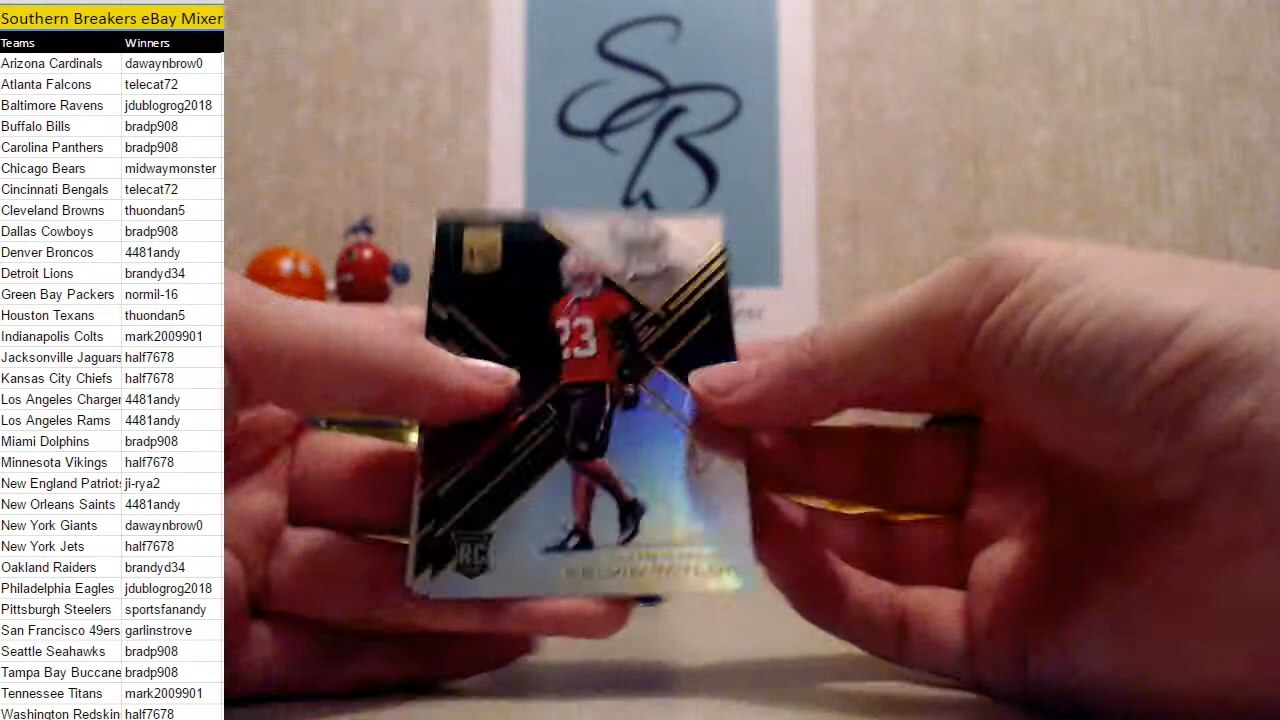 Southern Breakers eBay Mixer
Teams Winners
Arizona Cardinals dawaynbrow0
Atlanta Falcons telecat72
Baltimore Ravens jdublogrog2018
Buffalo Bills bradp908
Carolina Panthers bradp908
Chicago Bears midwaymonster
Cincinnati Bengals telecat72
Cleveland Browns thuondan5
Dallas Cowboys bradp908
Denver Broncos 4481andy
Detroit Lions brandyd34
Green Bay Packers normil-16
Houston Texans thuondan5
Indianapolis Colts mark2009901
Jacksonville Jaguars half7678
Kansas City Chiefs half7678
Los Angeles Charger 4481andy
Los Angeles Rams 4481andy
Miami Dolphins bradp908
Minnesota Vikings half7678
New England Patriots ji-rya2
New Orleans Saints 4481andy
New York Giants dawaynbrow0
New York Jets half7678
Oakland Raiders brandyd34
Philadelphia Eagles jdublogrog2018
Pittsburgh Steelers sportsfanandy
San Francisco 49ers garlinstrove
Seattle Seahawks bradp908
Tampa Bay Buccane bradp908
Tennessee Titans mark2009901
Washington Redskin half7678
SB
23
RC
KELVIN TAYLOR